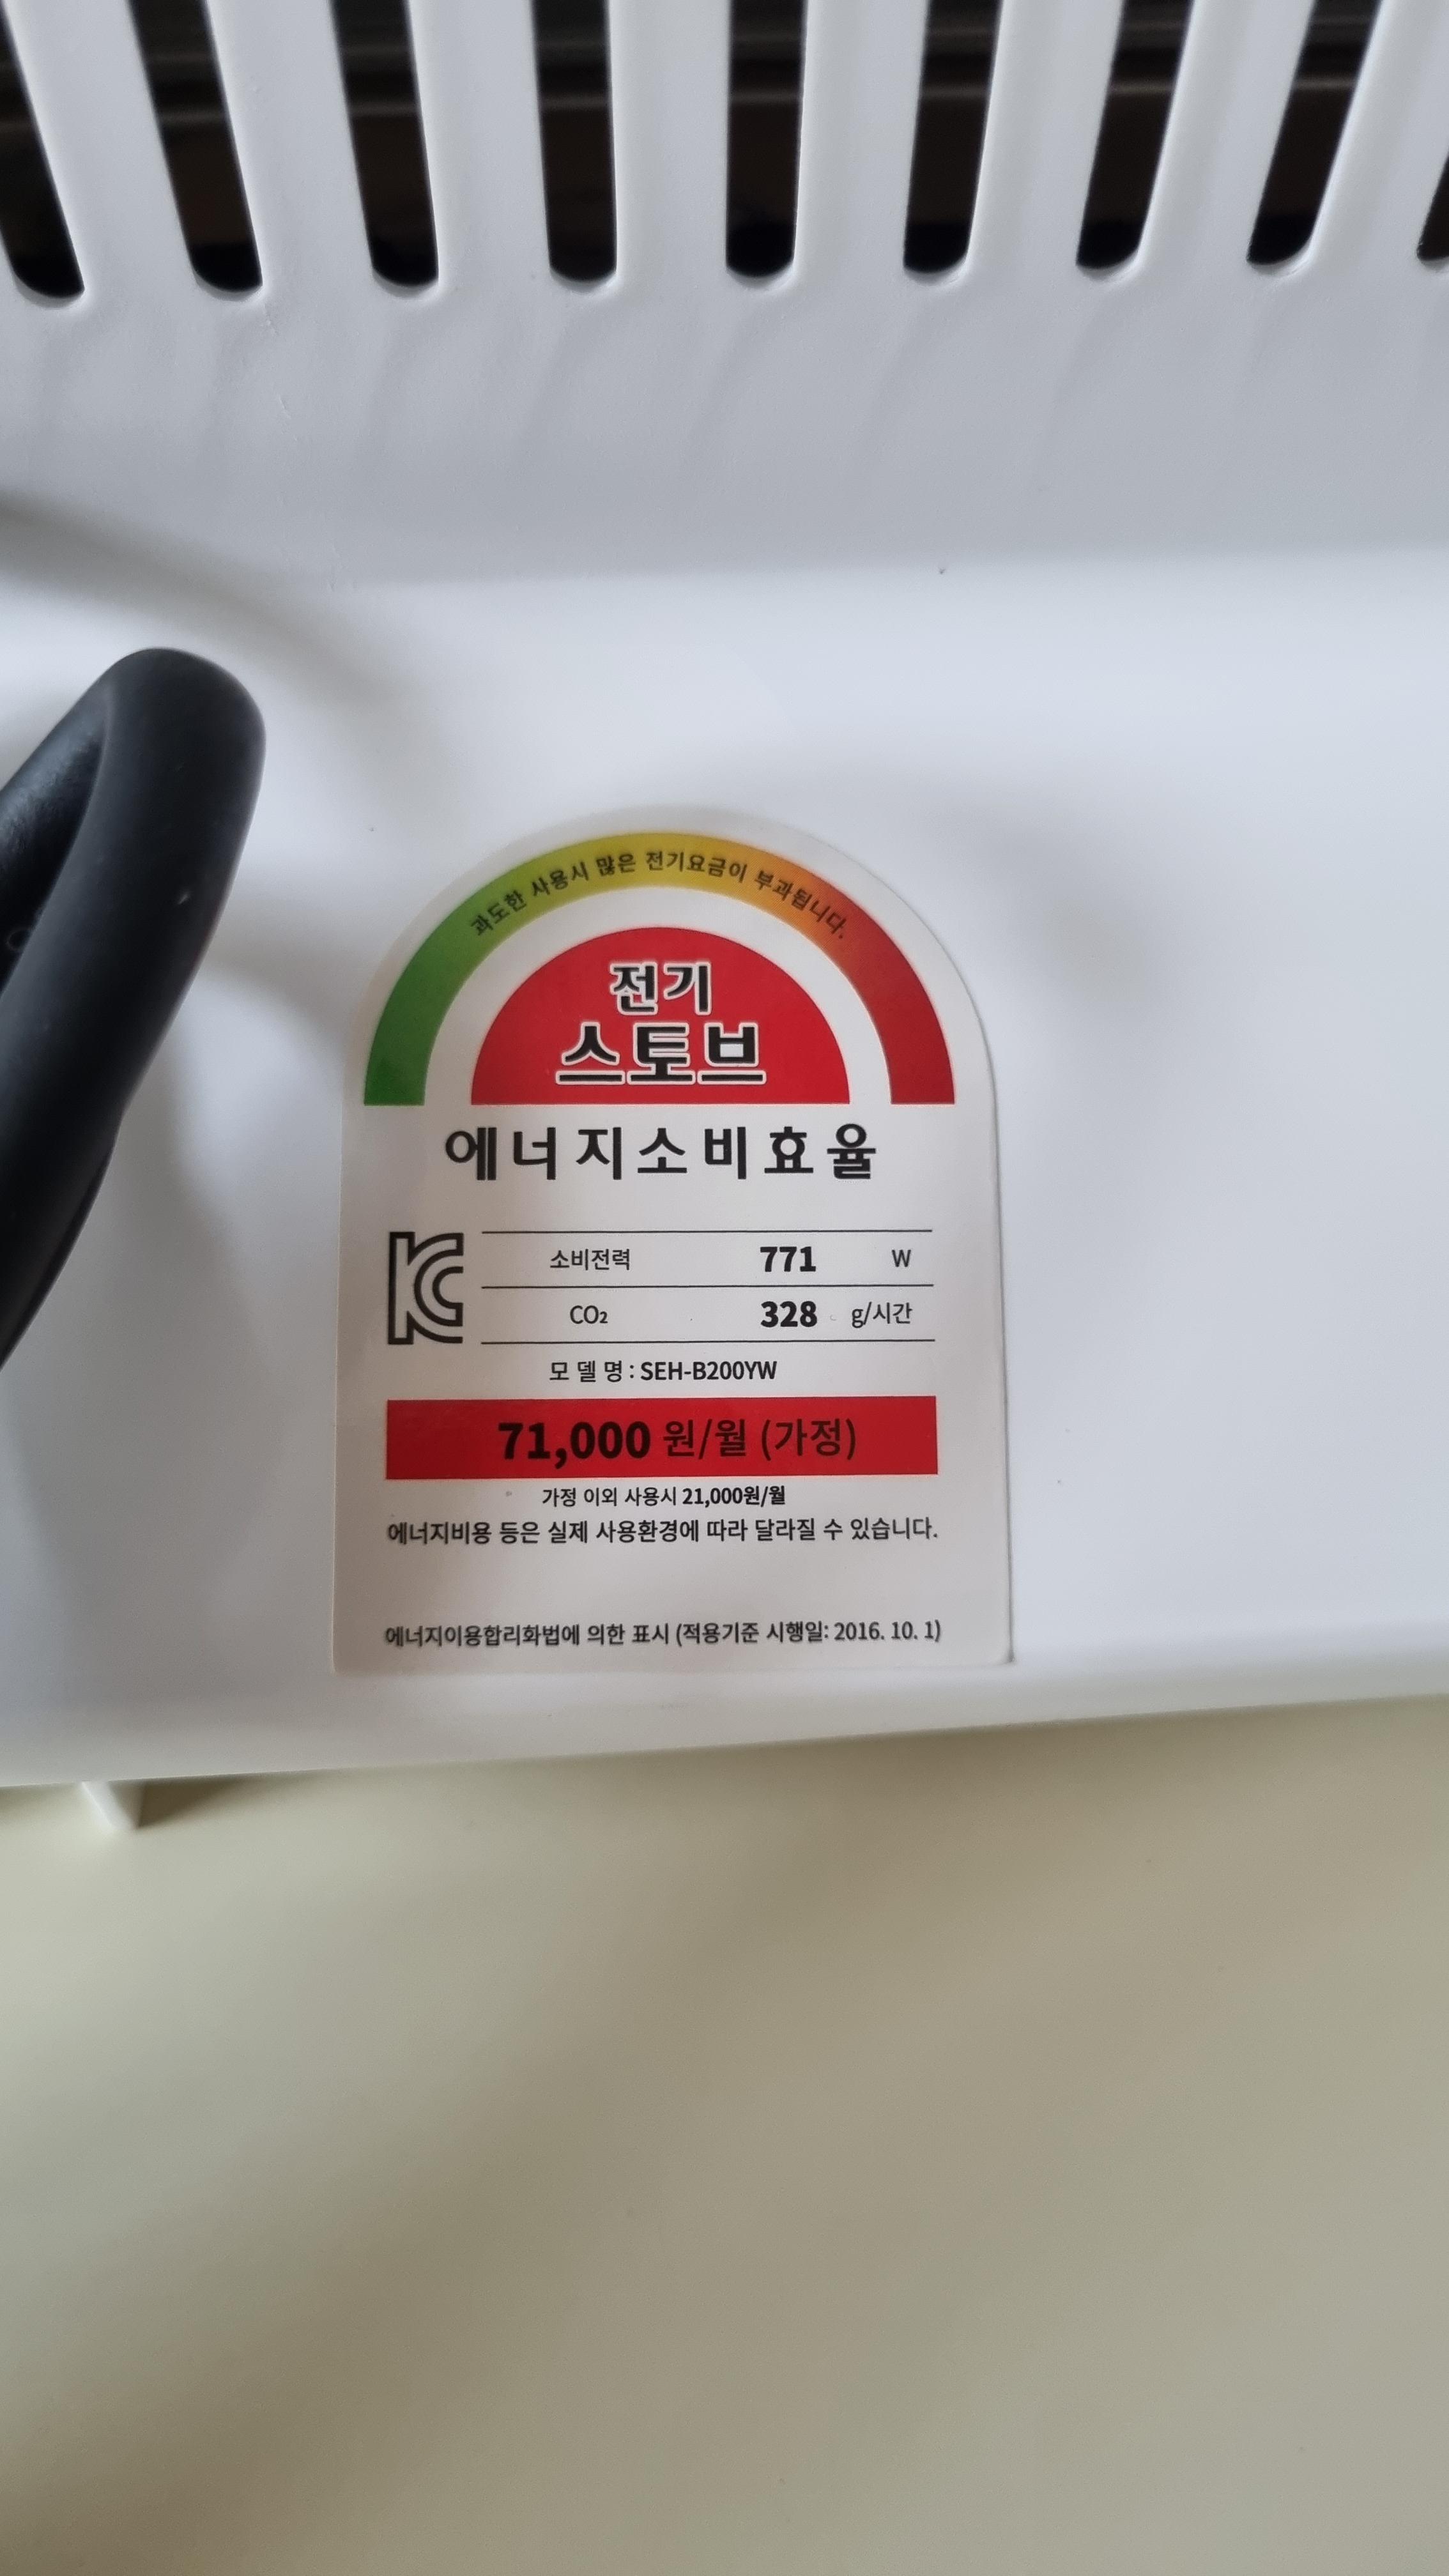 과도한 사용시 많은 전기요금이 부과됩니다.
전기
스토브
에너지소비효율
소비전력 771 W
CO₂ 328 g/시간
모 델 명 : SEH-B200YW
71,000 원/월 (가정)
가정 이외 사용시 21,000원/월
에너지비용 등은 실제 사용환경에 따라 달라질 수 있습니다.
에너지이용합리화법에 의한 표시 (적용기준 시행일: 2016. 10. 1)